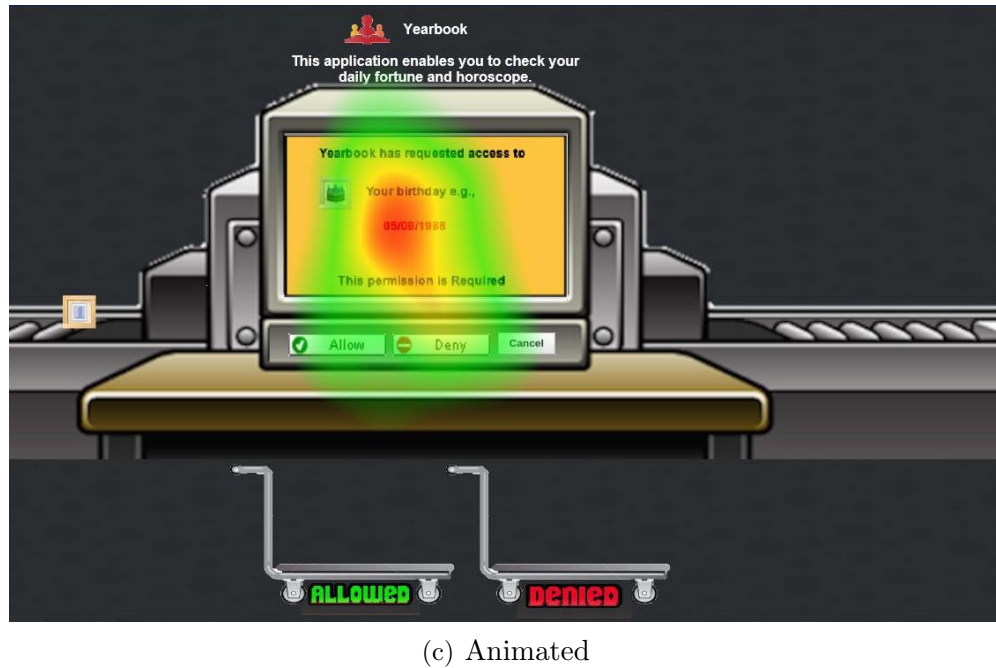 Yearbook
This application enables you to check your
daily fortune and horoscope.
Yearbook has requested access to
Your birthday e.g.,
05/09/1988
This permission is Required
Allow Deny Cancel
ALLOWED DENIED
(c) Animated